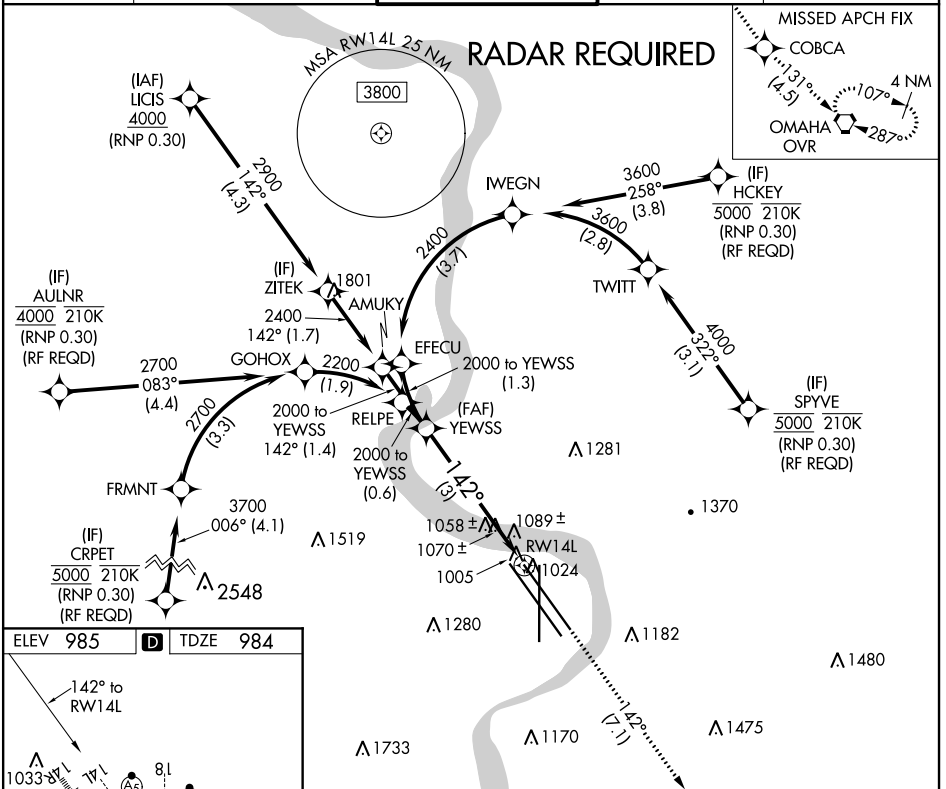 RADAR REQUIRED
MSA RW14L 25 NM
3800
MISSED APCH FIX
COBCA
131°
(4.5)
4 NM
107°
287°
OMAHA
OVR
(IAF)
LICIS
4000
(RNP 0.30)
2900
142°
(4.3)
IWEGN
3600
258°
(3.8)
(IF)
HCKEY
5000 210K
(RNP 0.30)
(RF REQD)
3600
(2.8)
TWITT
2400
(3.7)
(IF)
ZITEK
1801
AMUKY
2400
142° (1.7)
(IF)
AULNR
4000 210K
(RNP 0.30)
(RF REQD)
2700
083°
(4.4)
GOHOX
2200
(1.9)
EFECU
2000 to YEWSS
(1.3)
4000
322°
(3.1)
(IF)
SPYVE
5000 210K
(RNP 0.30)
(RF REQD)
2700
(3.3)
2000 to
YEWSS
142° (1.4)
RELPE
(FAF)
YEWSS
2000 to
YEWSS
(0.6)
142°
(3)
1281
1370
FRMNT
3700
006° (4.1)
(IF)
CRPET
5000 210K
(RNP 0.30)
(RF REQD)
2548
1519
1058 ±
1089 ±
1070 ±
RW14L
1005
1024
1280
1182
1480
142°
(7.1)
1475
1170
1733
ELEV 985
D
TDZE 984
142° to
RW14L
1033
14R
14L
18
A5